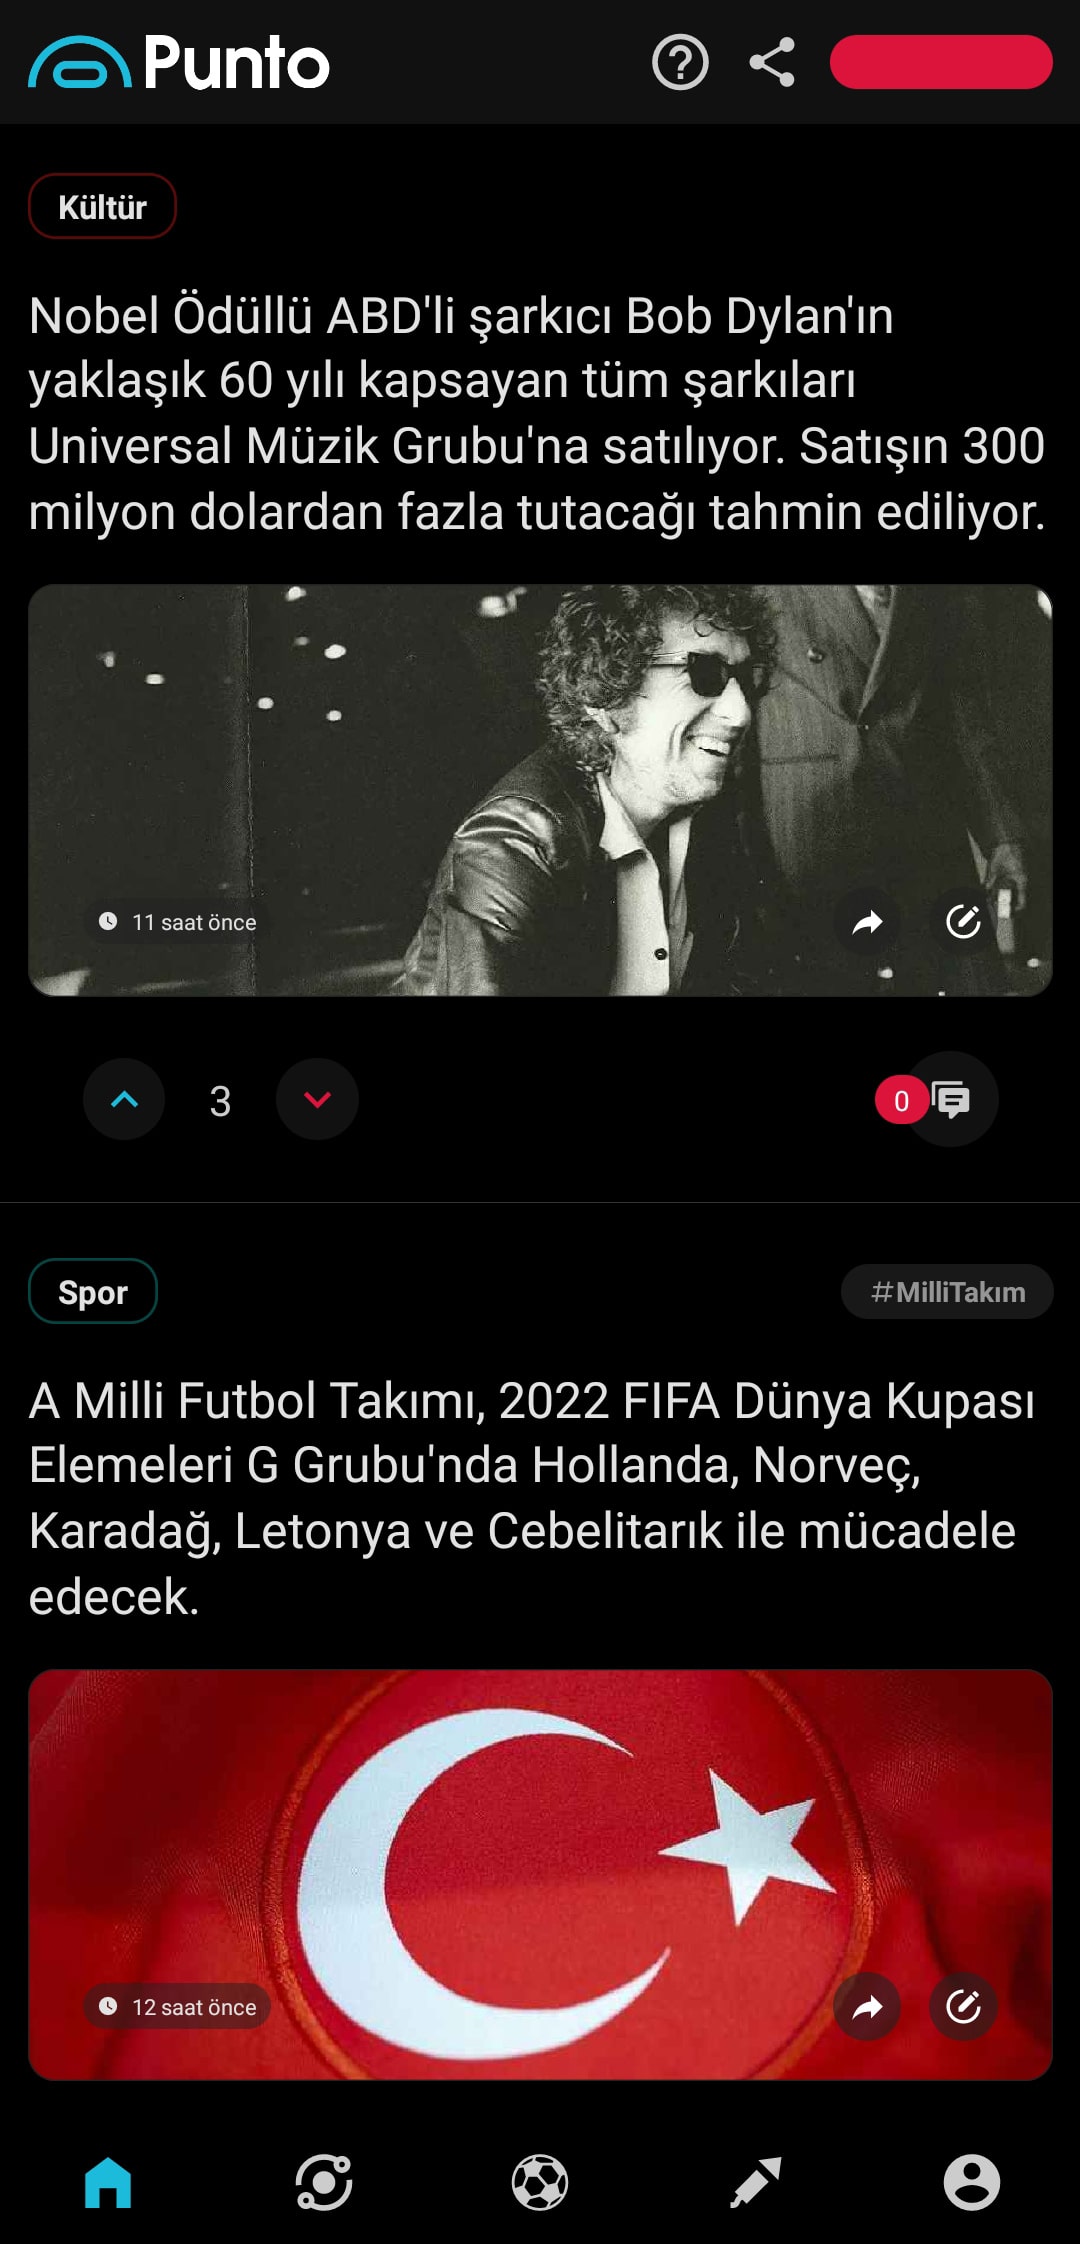 Punto
Kültür
Nobel Ödüllü ABD'li şarkıcı Bob Dylan'ın
yaklaşık 60 yılı kapsayan tüm şarkıları
Universal Müzik Grubu'na satılıyor. Satışın 300
milyon dolardan fazla tutacağı tahmin ediliyor.
11 saat önce
3
0
Spor
#MilliTakım
A Milli Futbol Takımı, 2022 FIFA Dünya Kupası
Elemeleri G Grubu'nda Hollanda, Norveç,
Karadağ, Letonya ve Cebelitarık ile mücadele
edecek.
12 saat önce